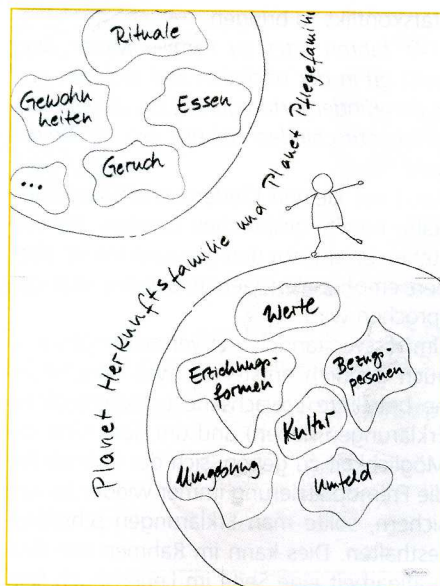 Rituale
Gewohn
heiten
Essen
Geruch
...
Planet Herkunftsfamilie und Planet Pflegefamilie
Werte
Erziehungs-
formen
Bezugs
personen
Kultur
Umgebung
Umfeld